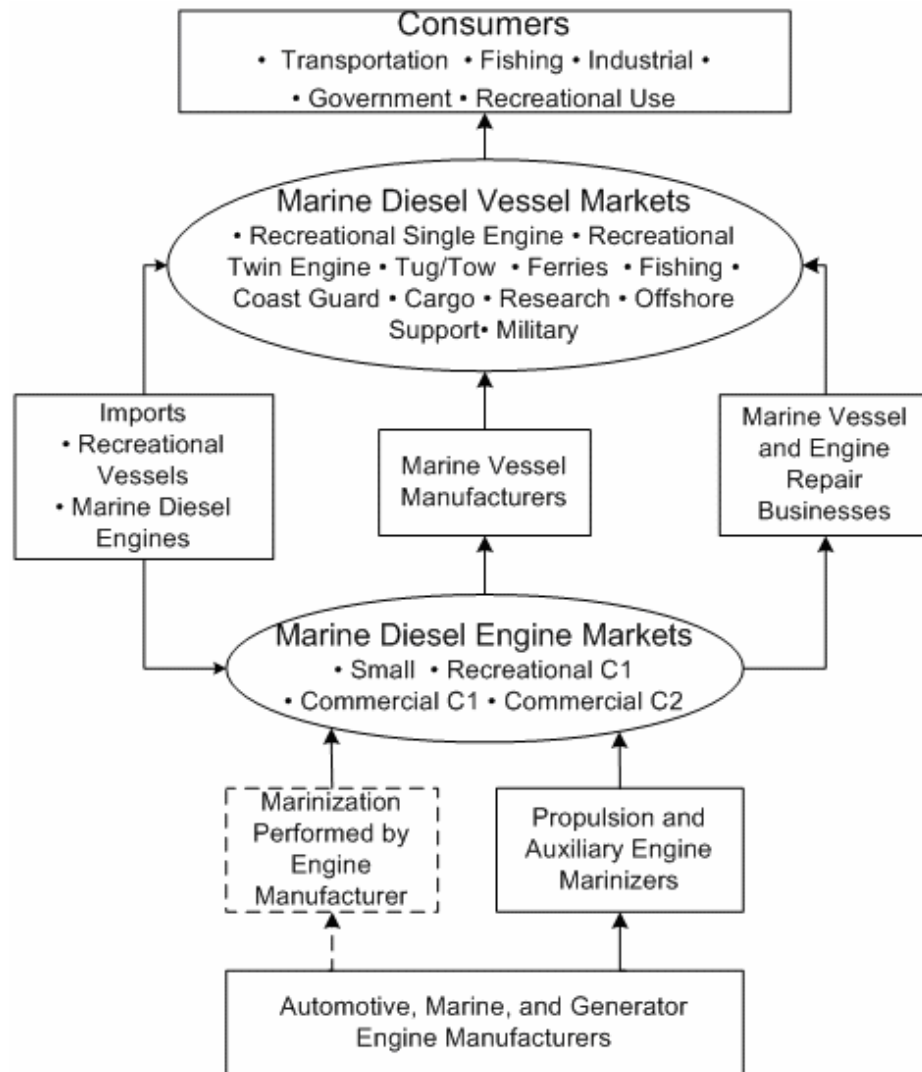 Consumers
• Transportation • Fishing • Industrial •
• Government • Recreational Use
Marine Diesel Vessel Markets
• Recreational Single Engine • Recreational
Twin Engine • Tug/Tow • Ferries • Fishing •
Coast Guard • Cargo • Research • Offshore
Support• Military
Imports
• Recreational
Vessels
• Marine Diesel
Engines
Marine Vessel
Manufacturers
Marine Vessel
and Engine
Repair
Businesses
Marine Diesel Engine Markets
• Small • Recreational C1
• Commercial C1 • Commercial C2
Marinization
Performed by
Engine
Manufacturer
Propulsion and
Auxiliary Engine
Marinizers
Automotive, Marine, and Generator
Engine Manufacturers